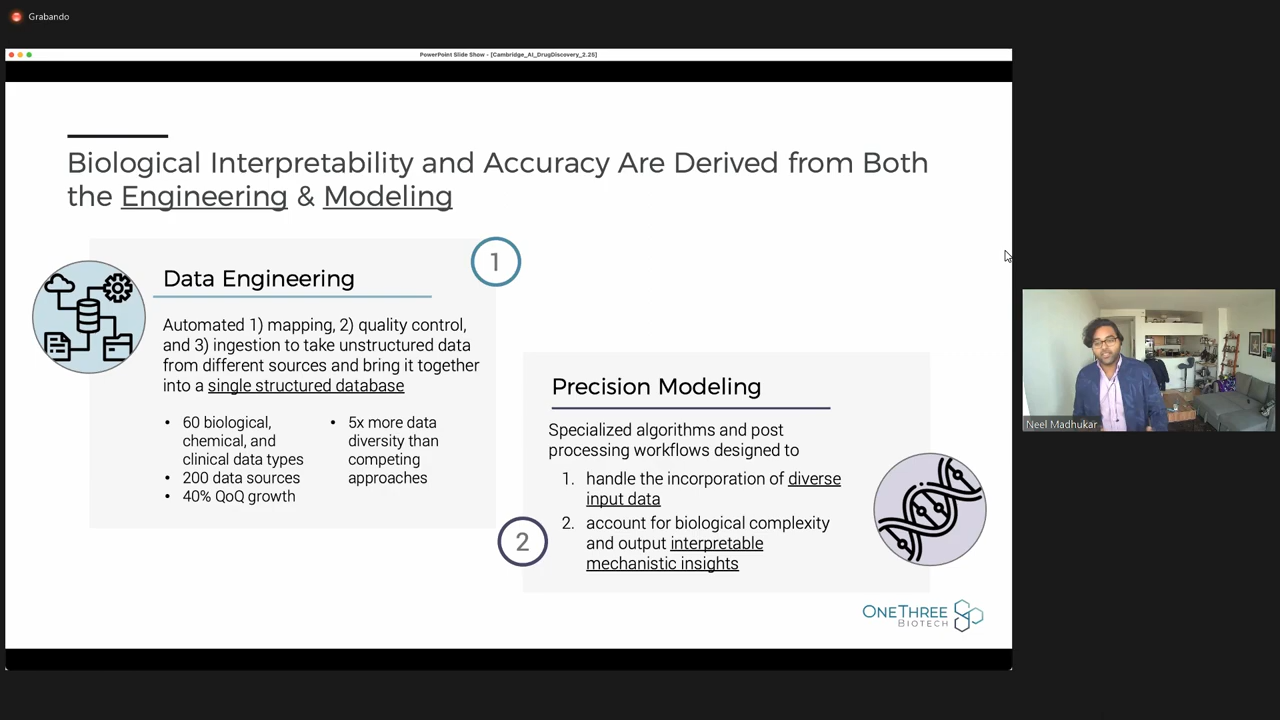 Grabando
PowerPoint Slide Show - [Cambridge_AI_DrugDiscovery_2.25]
Biological Interpretability and Accuracy Are Derived from Both
the Engineering & Modeling
1
Data Engineering
Automated 1) mapping, 2) quality control,
and 3) ingestion to take unstructured data
from different sources and bring it together
into a single structured database
• 60 biological,
chemical, and
clinical data types
• 200 data sources
• 40% QoQ growth
• 5x more data
diversity than
competing
approaches
2
Precision Modeling
Specialized algorithms and post
processing workflows designed to
1. handle the incorporation of diverse
input data
2. account for biological complexity
and output interpretable
mechanistic insights
ONETHREE
BIOTECH
Neel Madhukar